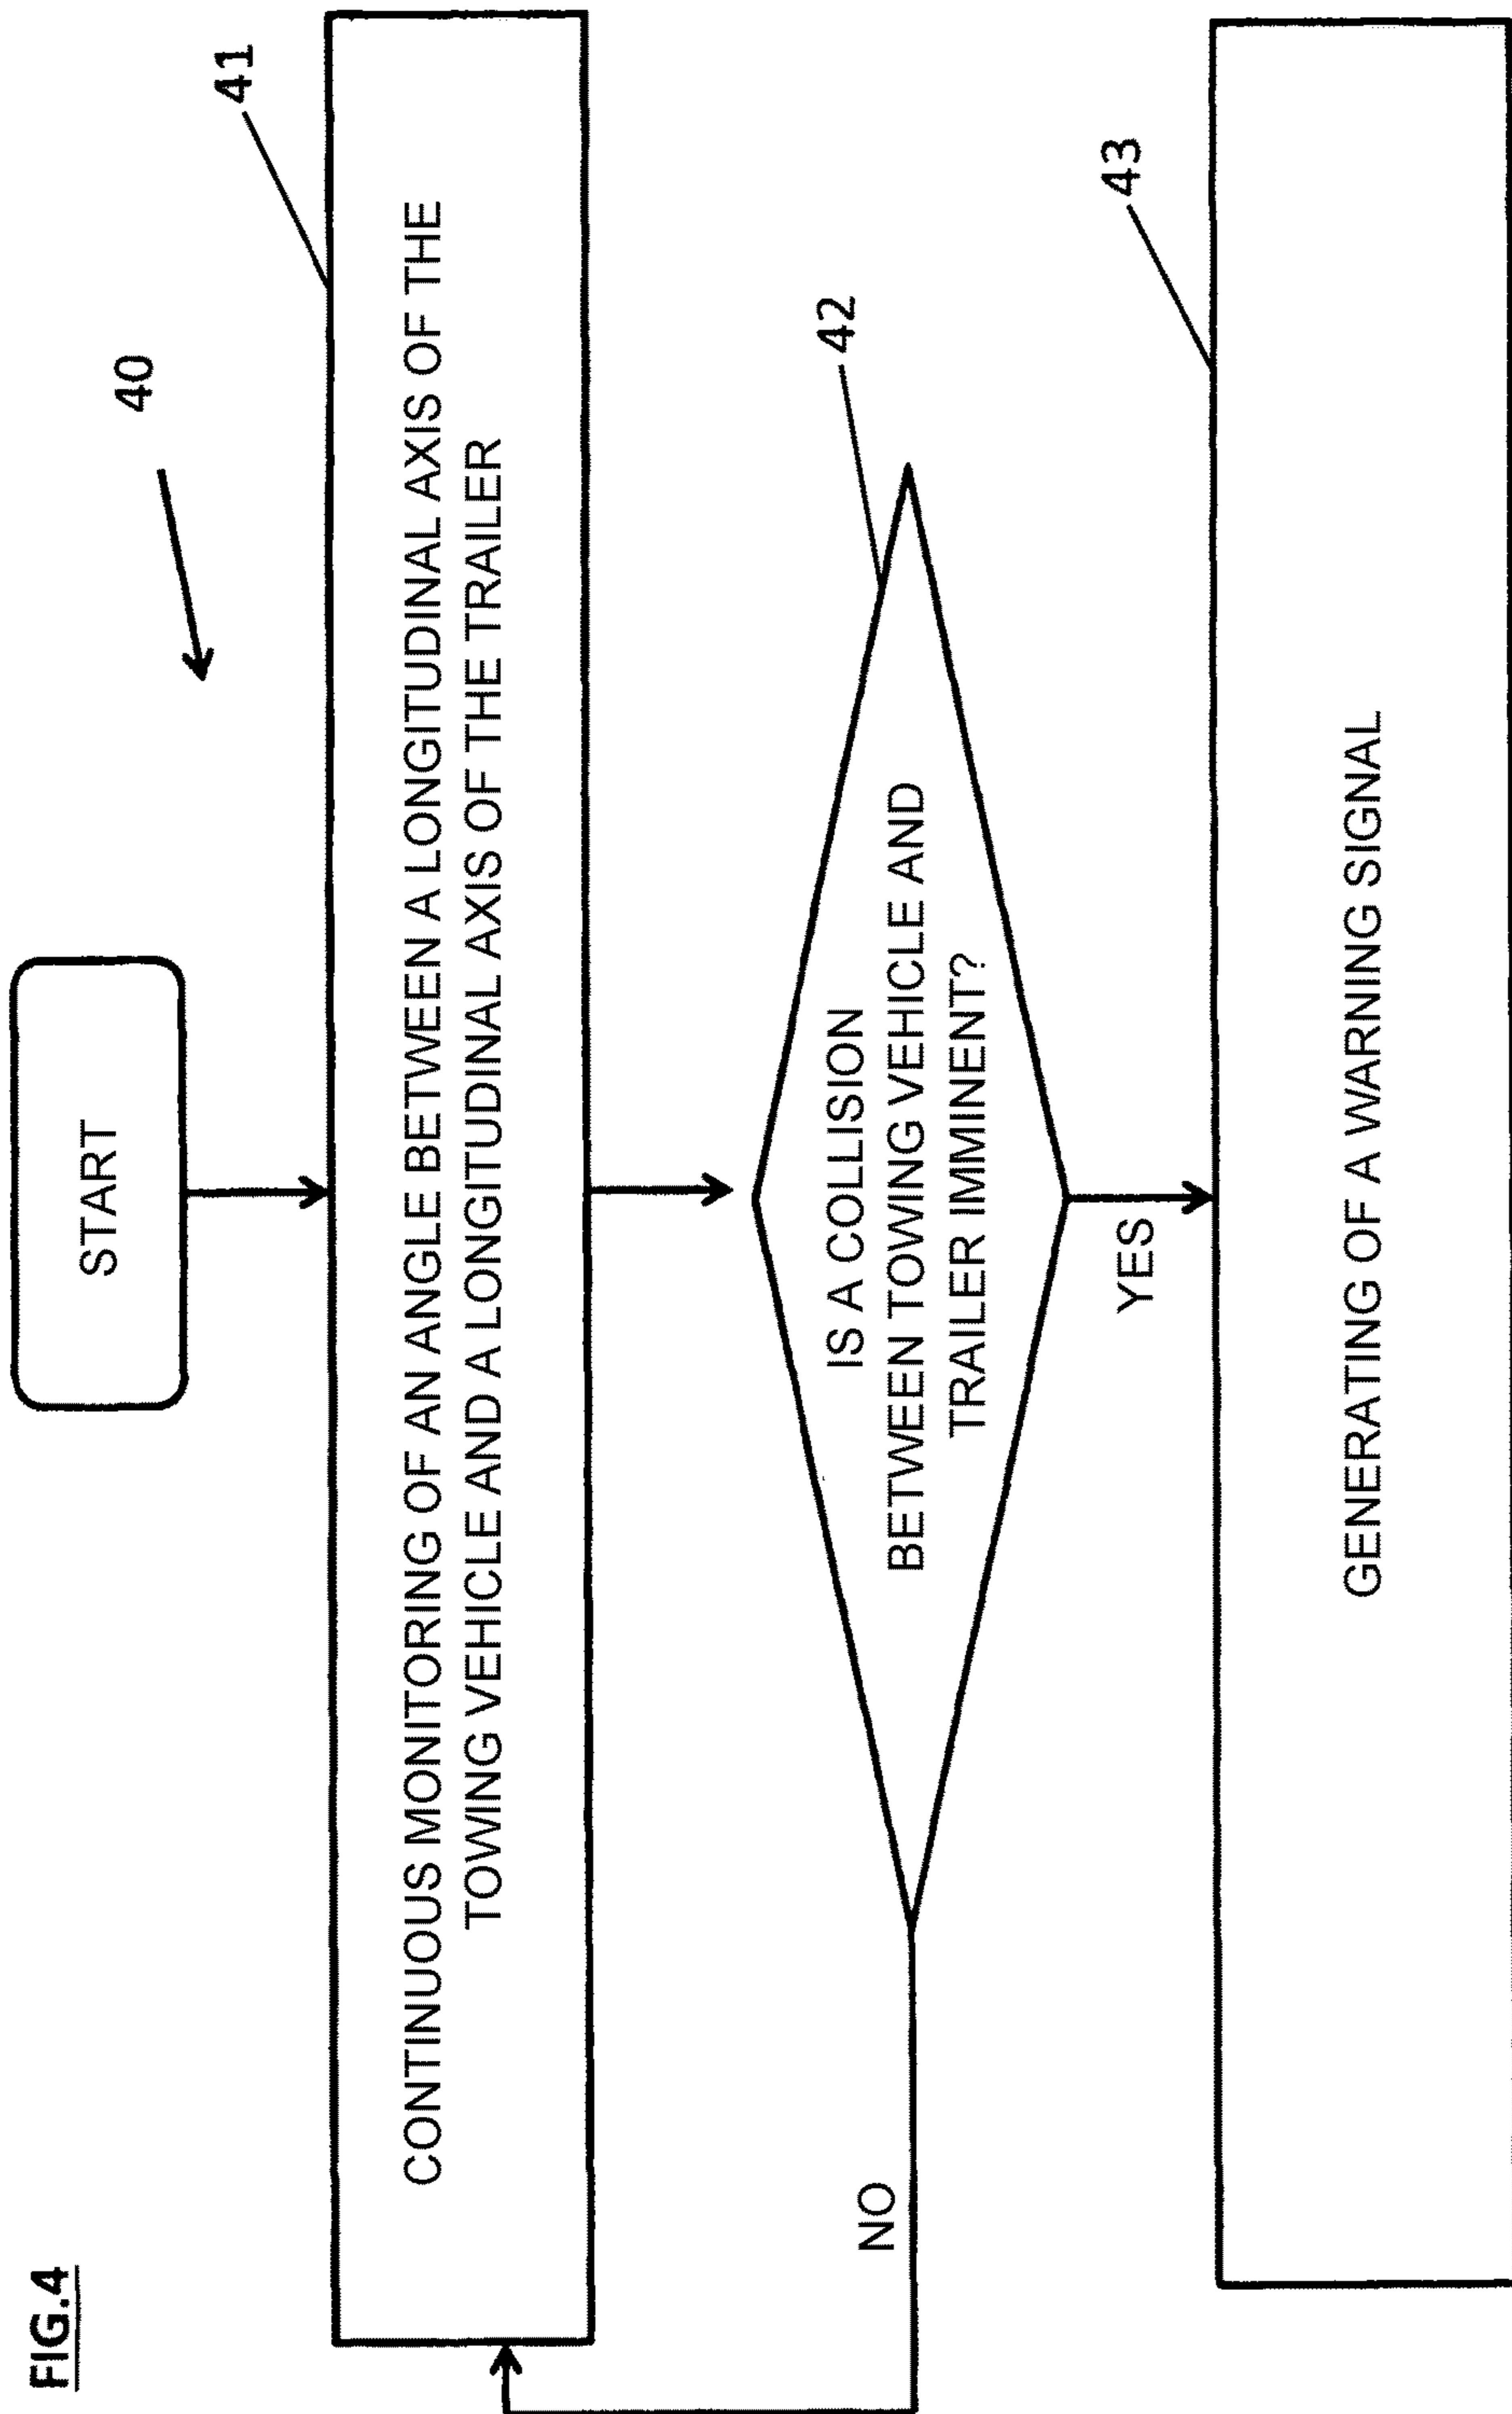 FIG.4
START
40
41
CONTINUOUS MONITORING OF AN ANGLE BETWEEN A LONGITUDINAL AXIS OF THE
TOWING VEHICLE AND A LONGITUDINAL AXIS OF THE TRAILER
42
IS A COLLISION
BETWEEN TOWING VEHICLE AND
TRAILER IMMINENT?
NO
YES
43
GENERATING OF A WARNING SIGNAL